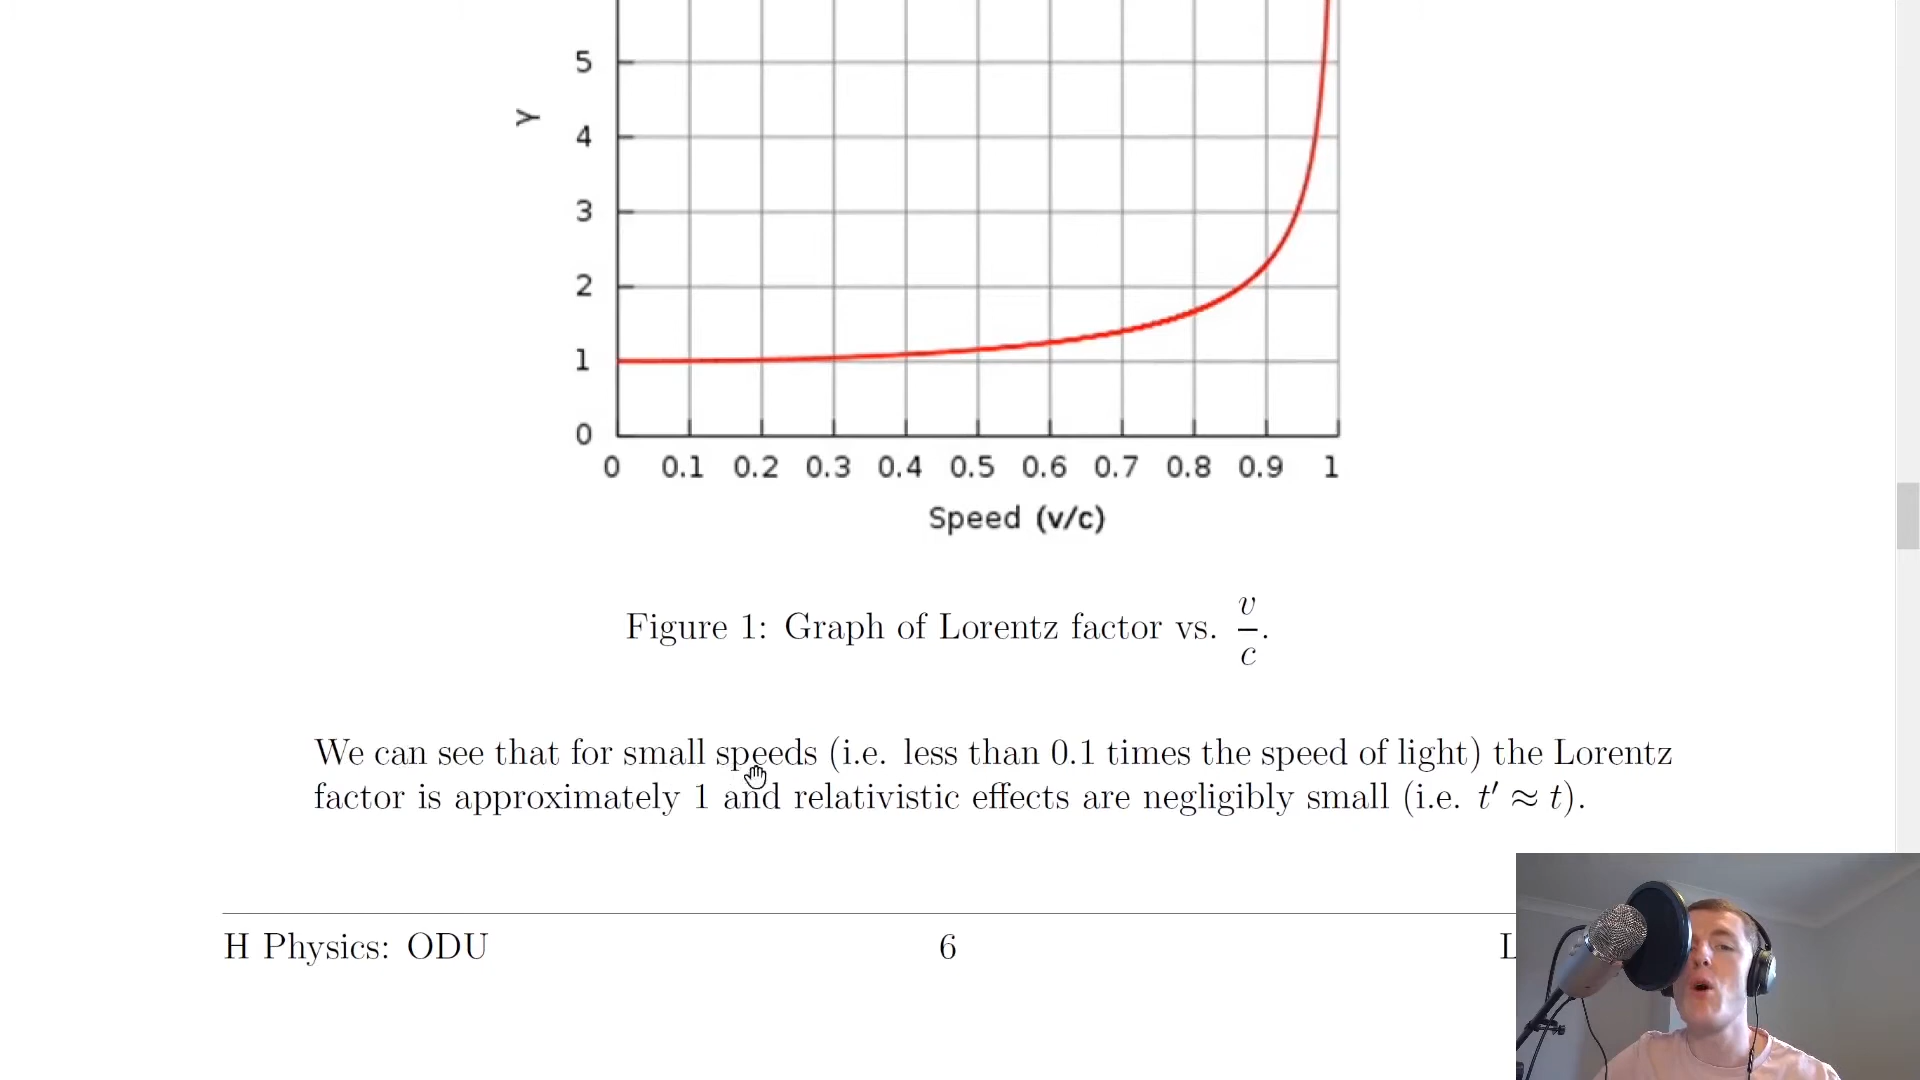 5
γ
4
3
2
1
0
0 0.1 0.2 0.3 0.4 0.5 0.6 0.7 0.8 0.9 1
Speed (v/c)
Figure 1: Graph of Lorentz factor vs. v/c.
We can see that for small speeds (i.e. less than 0.1 times the speed of light) the Lorentz
factor is approximately 1 and relativistic effects are negligibly small (i.e. t′ ≈ t).
H Physics: ODU 6 L